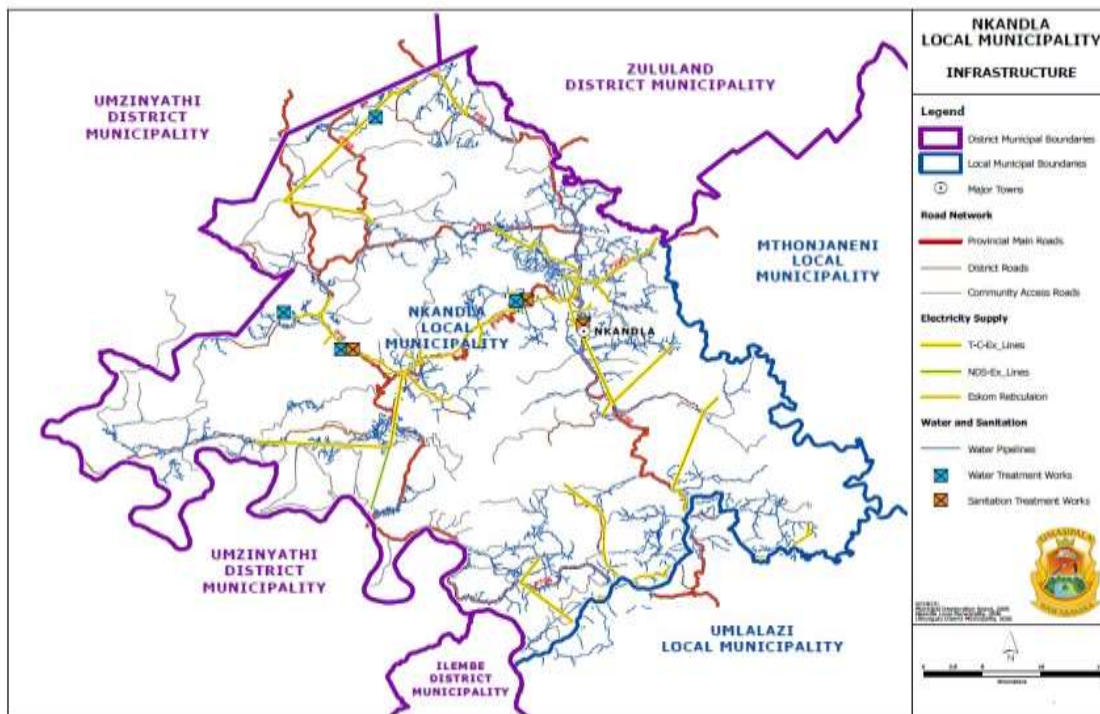 NKANDLA
LOCAL MUNICIPALITY
INFRASTRUCTURE
ZULULAND
DISTRICT MUNICIPALITY
UMZINYATHI
DISTRICT
MUNICIPALITY
MTHONJANENI
LOCAL
MUNICIPALITY
NKANDLA
LOCAL
MUNICIPALITY
NKANDLA
UMZINYATHI
DISTRICT
MUNICIPALITY
UMLALAZI
LOCAL MUNICIPALITY
ILEMBE
DISTRICT
MUNICIPALITY
Legend
District Municipal Boundaries
Local Municipal Boundaries
Major Towns
Road Network
Provincial Main Roads
District Roads
Community Access Roads
Electricity Supply
T-C-Ex_Lines
NDS-Ex_Lines
Eskom Reticulaion
Water and Sanitation
Water Pipelines
Water Treatment Works
Sanitation Treatment Works
N